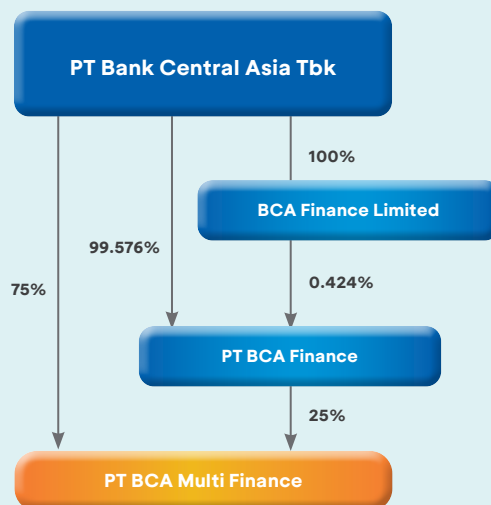 PT Bank Central Asia Tbk
100%
BCA Finance Limited
99.576%
75%
0.424%
PT BCA Finance
25%
PT BCA Multi Finance